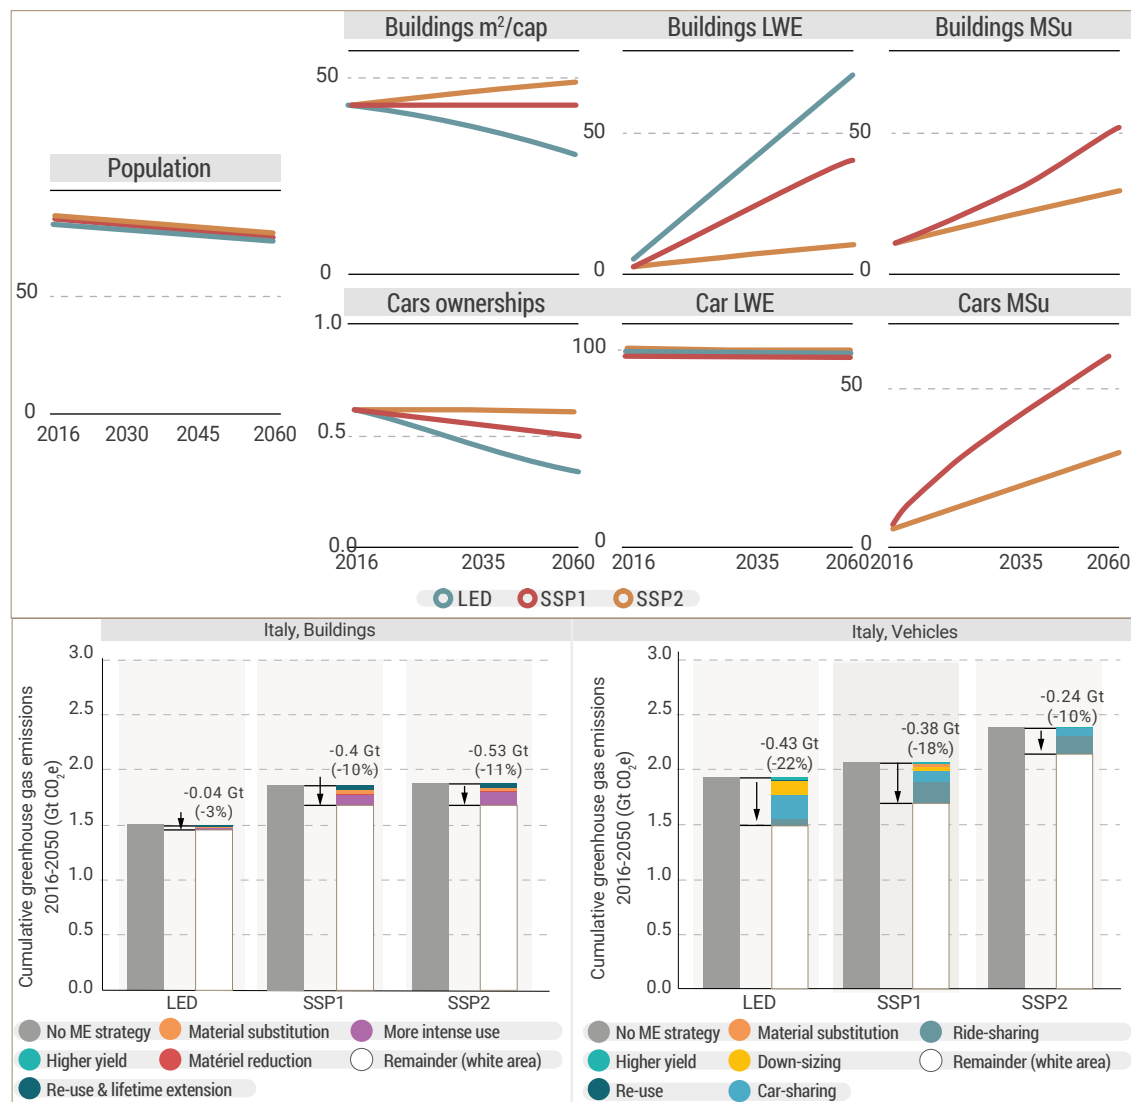 Buildings m²/cap
Buildings LWE
Buildings MSu
50
0
50
0
50
0
Population
50
0
2016 2030 2045 2060
Cars ownerships
Car LWE
Cars MSu
1.0
0.5
0.0
2016 2035 2060
100
0
2016 2035 2060
50
0
2016 2035 2060
LED SSP1 SSP2
Italy, Buildings
Cumulative greenhouse gas emissions
2016-2050 (Gt CO₂e)
3.0
2.5
2.0
1.5
1.0
0.5
0.0
-0.04 Gt
(-3%)
-0.4 Gt
(-10%)
-0.53 Gt
(-11%)
LED SSP1 SSP2
No ME strategy Material substitution More intense use
Higher yield Matériel reduction Remainder (white area)
Re-use & lifetime extension
Italy, Vehicles
Cumulative greenhouse gas emissions
2016-2050 (Gt CO₂e)
3.0
2.5
2.0
1.5
1.0
0.5
0.0
-0.43 Gt
(-22%)
-0.38 Gt
(-18%)
-0.24 Gt
(-10%)
LED SSP1 SSP2
No ME strategy Material substitution Ride-sharing
Higher yield Down-sizing Remainder (white area)
Re-use Car-sharing